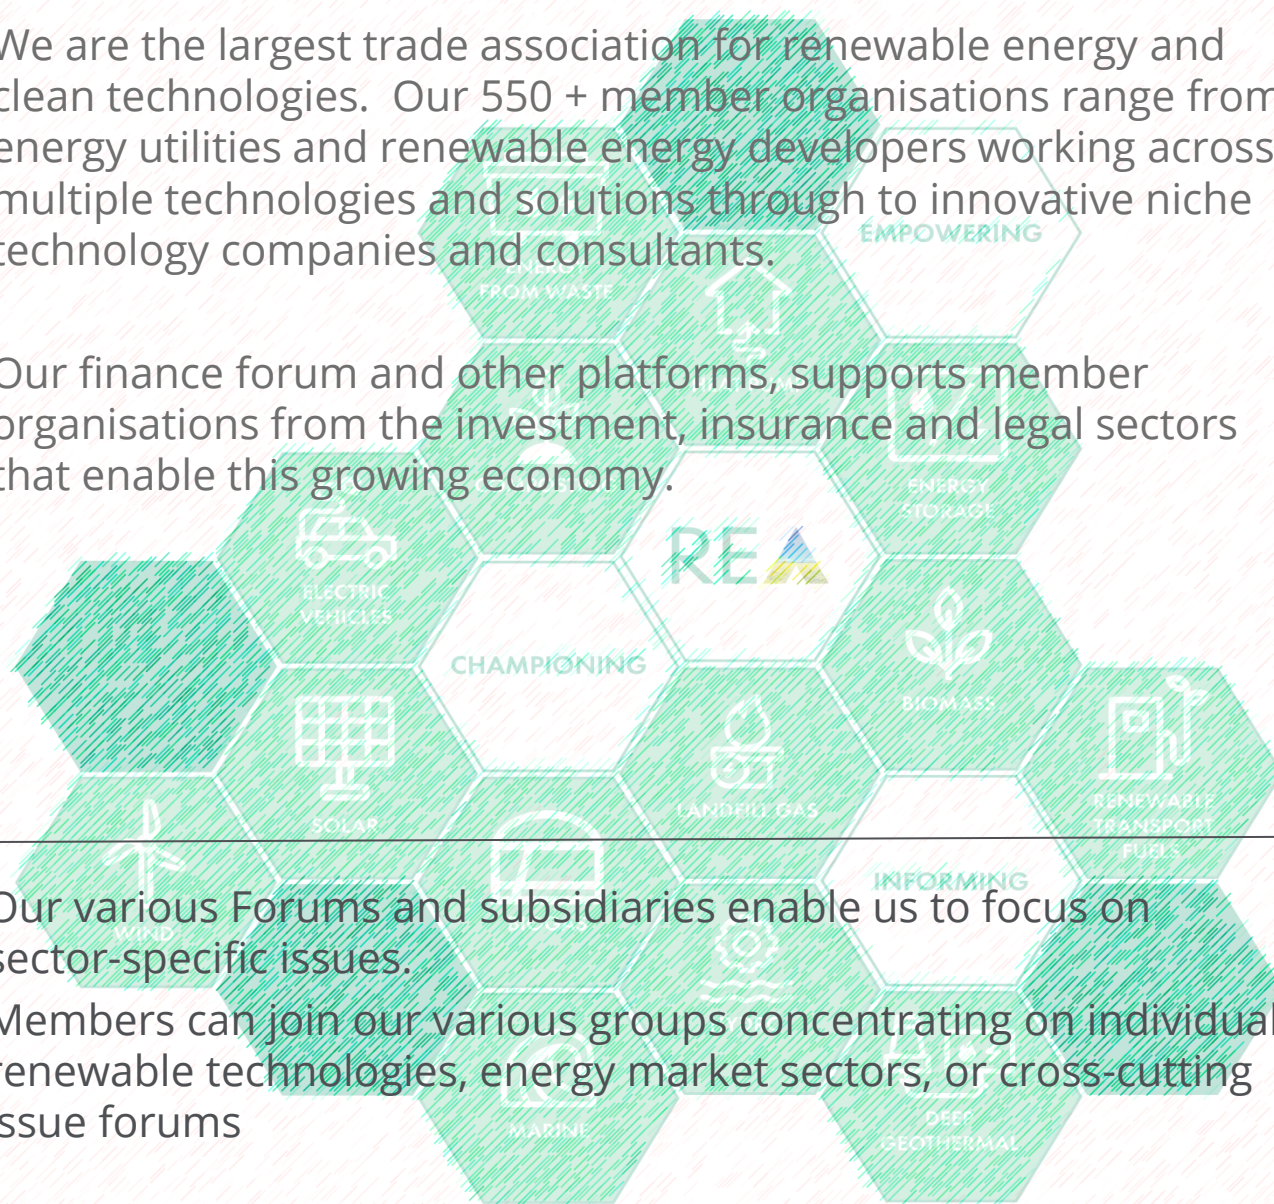 We are the largest trade association for renewable energy and
clean technologies. Our 550 + member organisations range from
energy utilities and renewable energy developers working across
multiple technologies and solutions through to innovative niche
technology companies and consultants.
EMPOWERING
ENERGY
FROM WASTE
Our finance forum and other platforms, supports member
organisations from the investment, insurance and legal sectors
that enable this growing economy.
ENERGY
STORAGE
REA
ELECTRIC
VEHICLES
CHAMPIONING
BIOMASS
SOLAR
LANDFILL GAS
RENEWABLE
TRANSPORT
FUELS
INFORMING
Our various Forums and subsidiaries enable us to focus on
WIND
BIOGAS
sector-specific issues.
Members can join our various groups concentrating on individual
renewable technologies, energy market sectors, or cross-cutting
issue forums
MARINE
DEEP
GEOTHERMAL